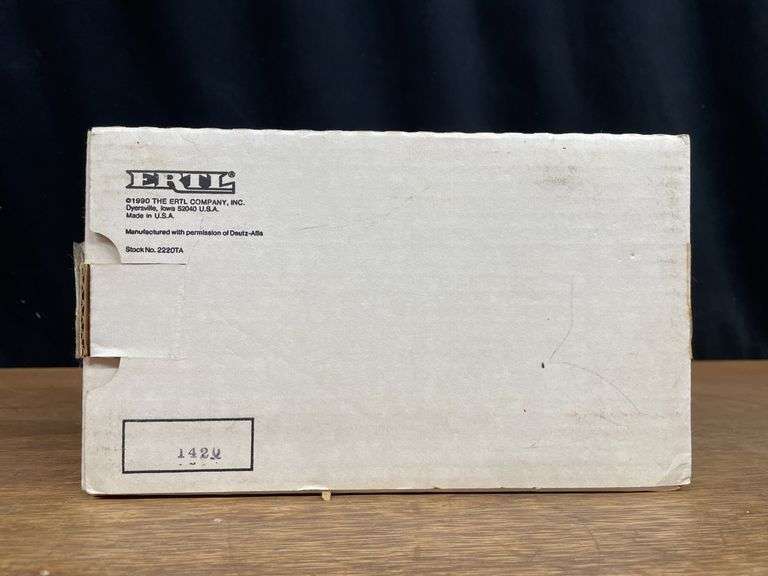 ERTL®
©1990 THE ERTL COMPANY, INC.
Dyersville, Iowa 52040 U.S.A.
Made in U.S.A.
Manufactured with permission of Deutz-Allis
Stock No. 2220TA
1420